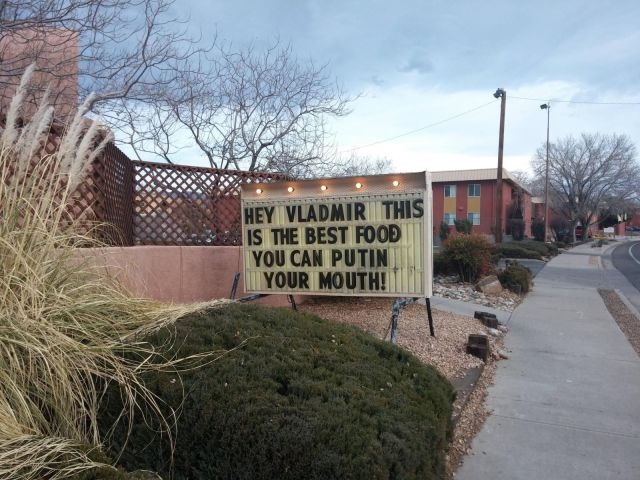 HEY VLADMIR THIS
IS THE BEST FOOD
YOU CAN PUTIN
YOUR MOUTH!